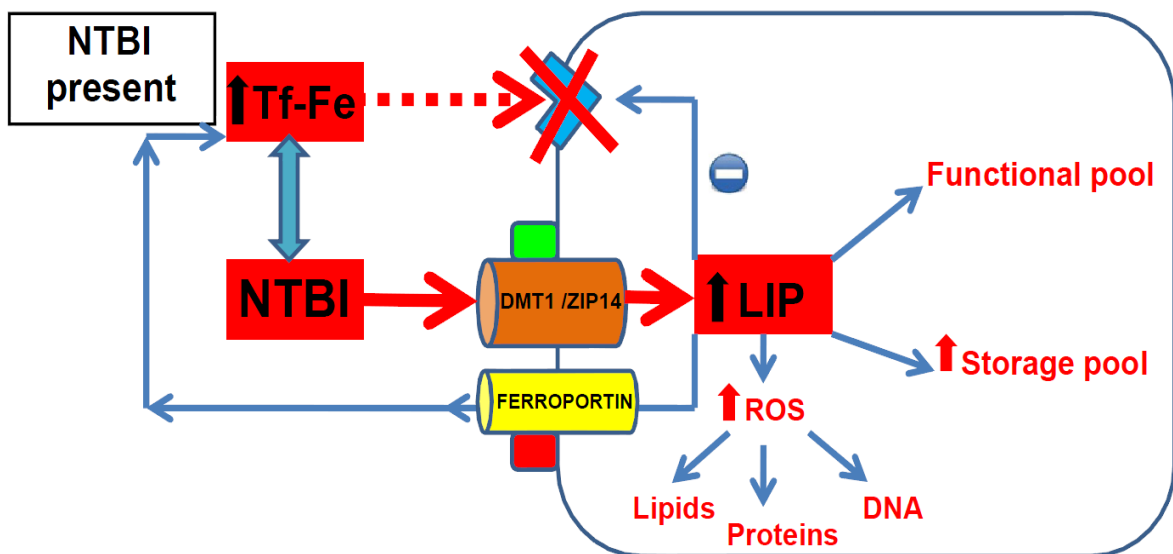 NTBI
present
Tf-Fe
NTBI
DMT1 /ZIP14
FERROPORTIN
LIP
Functional pool
Storage pool
ROS
Lipids
Proteins
DNA